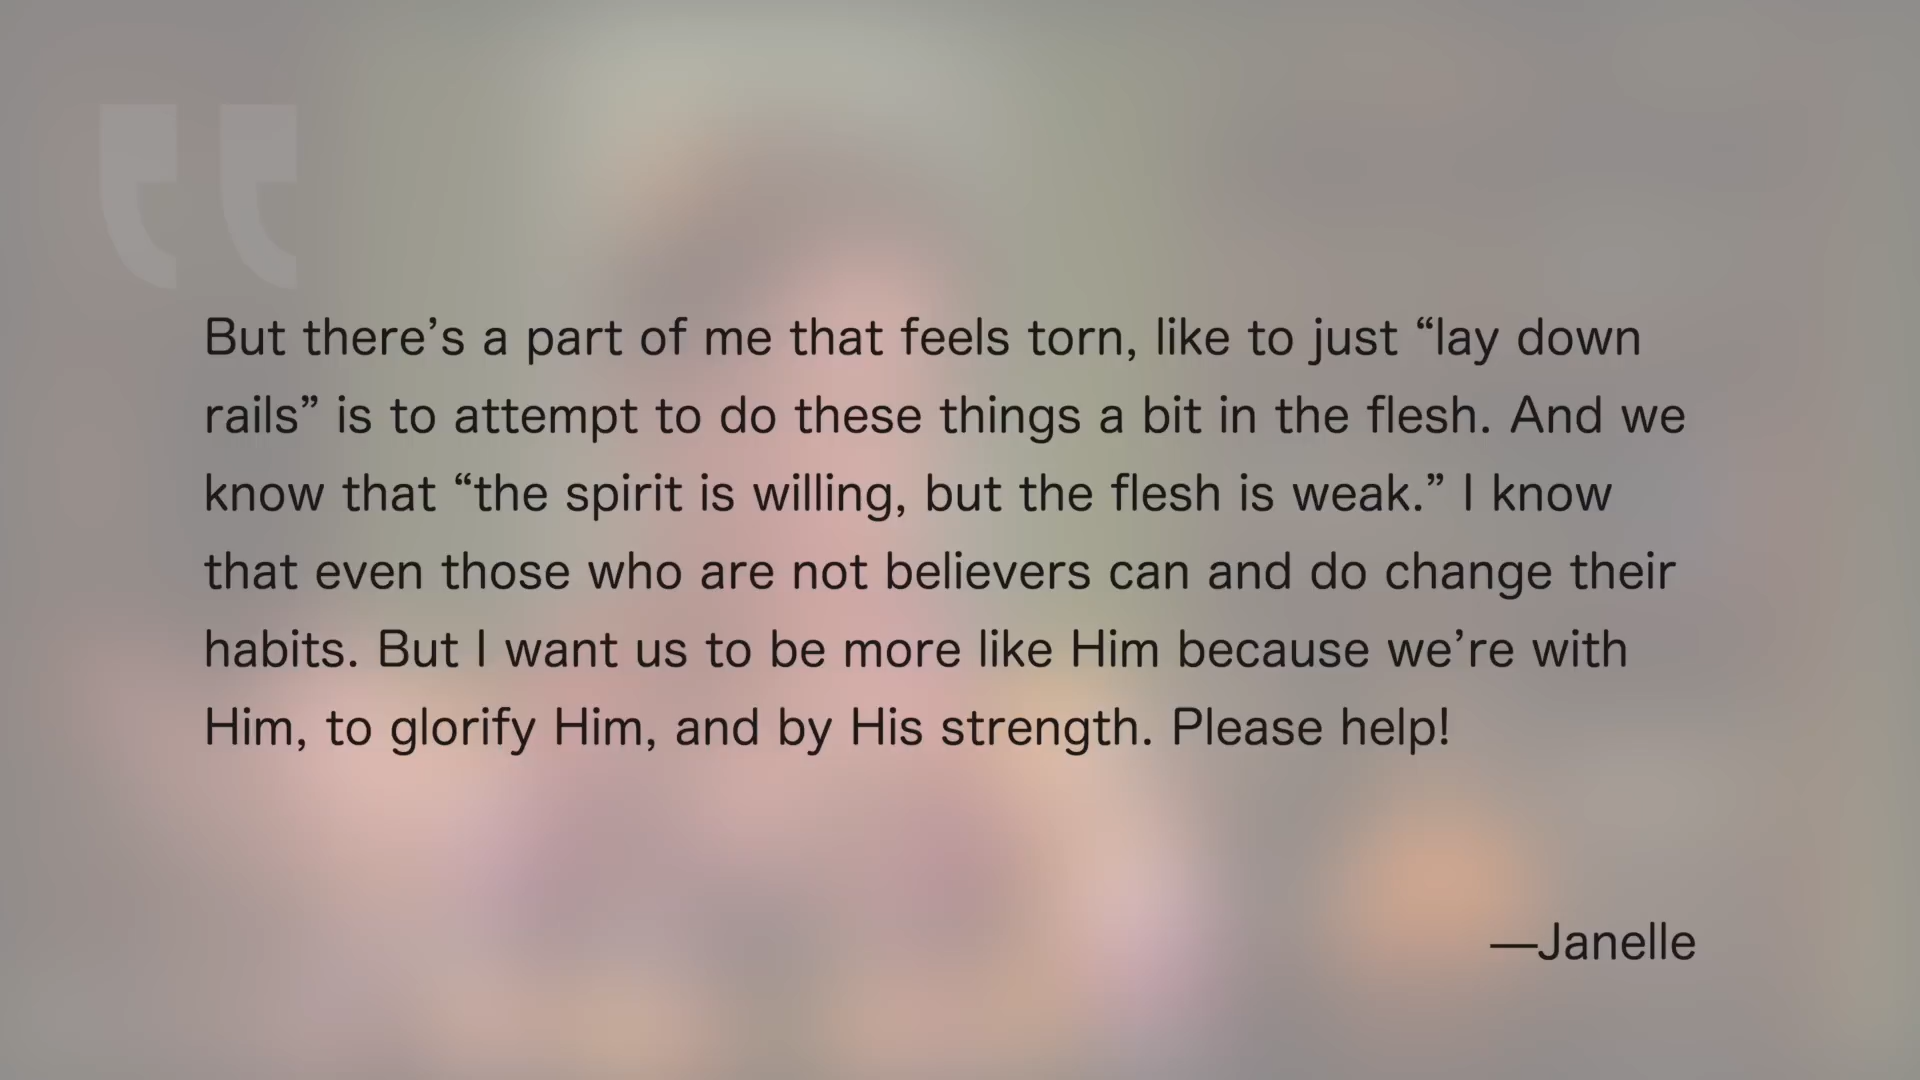 But there’s a part of me that feels torn, like to just “lay down
rails” is to attempt to do these things a bit in the flesh. And we
know that “the spirit is willing, but the flesh is weak.” I know
that even those who are not believers can and do change their
habits. But I want us to be more like Him because we’re with
Him, to glorify Him, and by His strength. Please help!
—Janelle